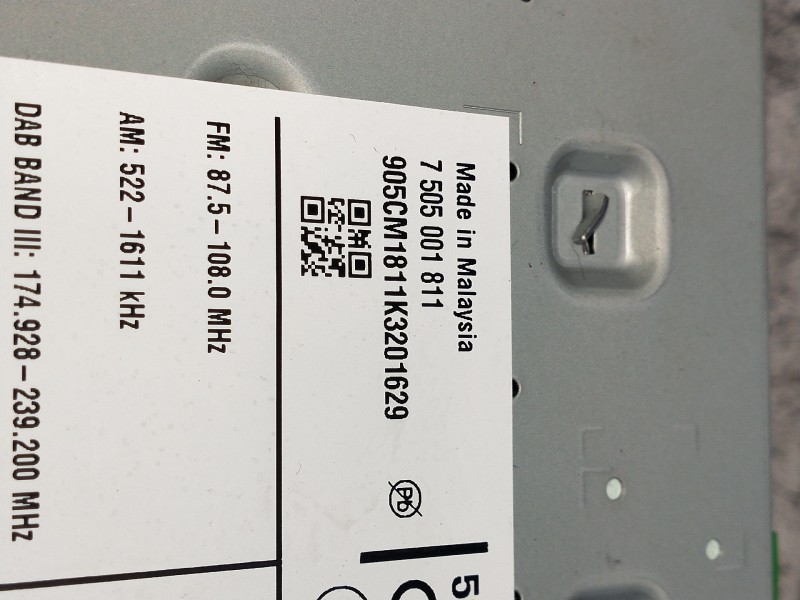 Made in Malaysia
7 505 001 811
905CM1811K3201629
Pb
5
FM: 87.5 – 108.0 MHz
AM: 522 – 1611 kHz
DAB BAND III: 174.928 – 239.200 MHz